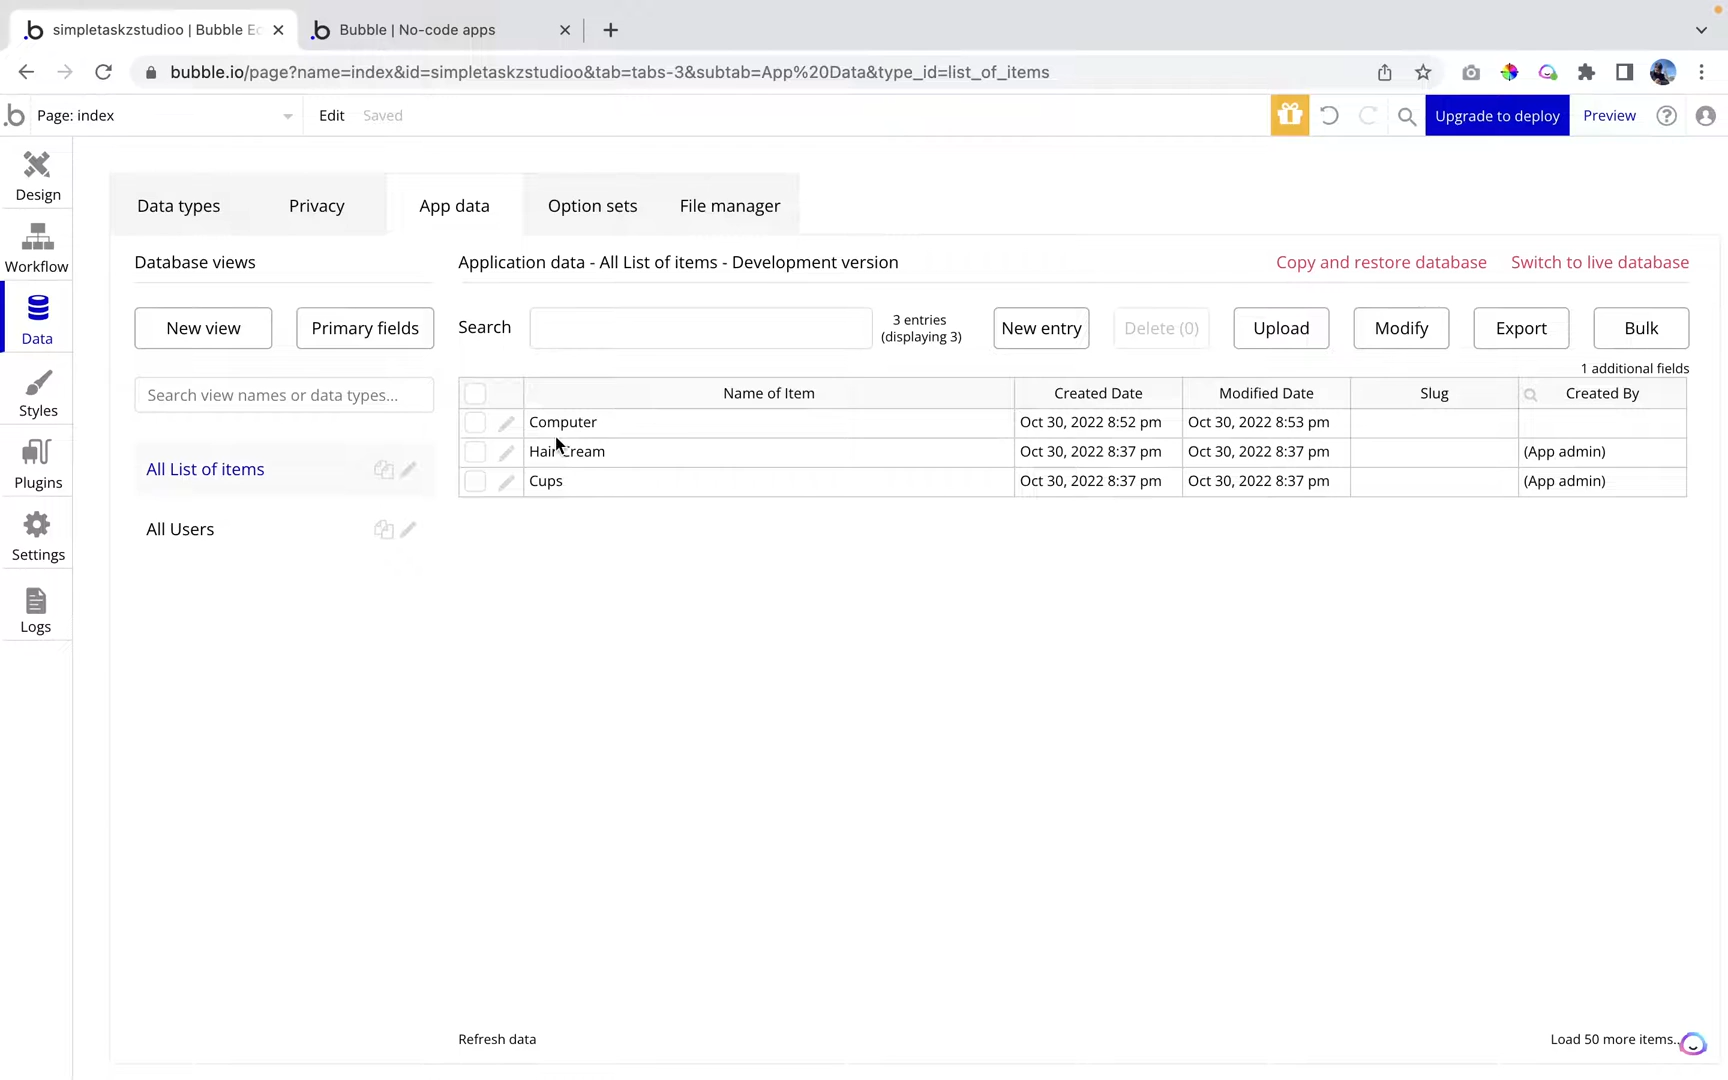 simpletaskzstudioo | Bubble Ec
Bubble | No-code apps
bubble.io/page?name=index&id=simpletaskzstudioo&tab=tabs-3&subtab=App%20Data&type_id=list_of_items
Page: index
Edit
Saved
Upgrade to deploy
Preview
Design
Workflow
Data
Styles
Plugins
Settings
Logs
Data types
Privacy
App data
Option sets
File manager
Database views
New view
Primary fields
Search view names or data types...
All List of items
All Users
Application data - All List of items - Development version
Copy and restore database
Switch to live database
Search
3 entries
(displaying 3)
New entry
Delete (0)
Upload
Modify
Export
Bulk
1 additional fields
Name of Item Created Date Modified Date Slug Created By
Computer Oct 30, 2022 8:52 pm Oct 30, 2022 8:53 pm
Hair Cream Oct 30, 2022 8:37 pm Oct 30, 2022 8:37 pm (App admin)
Cups Oct 30, 2022 8:37 pm Oct 30, 2022 8:37 pm (App admin)
Refresh data
Load 50 more items..